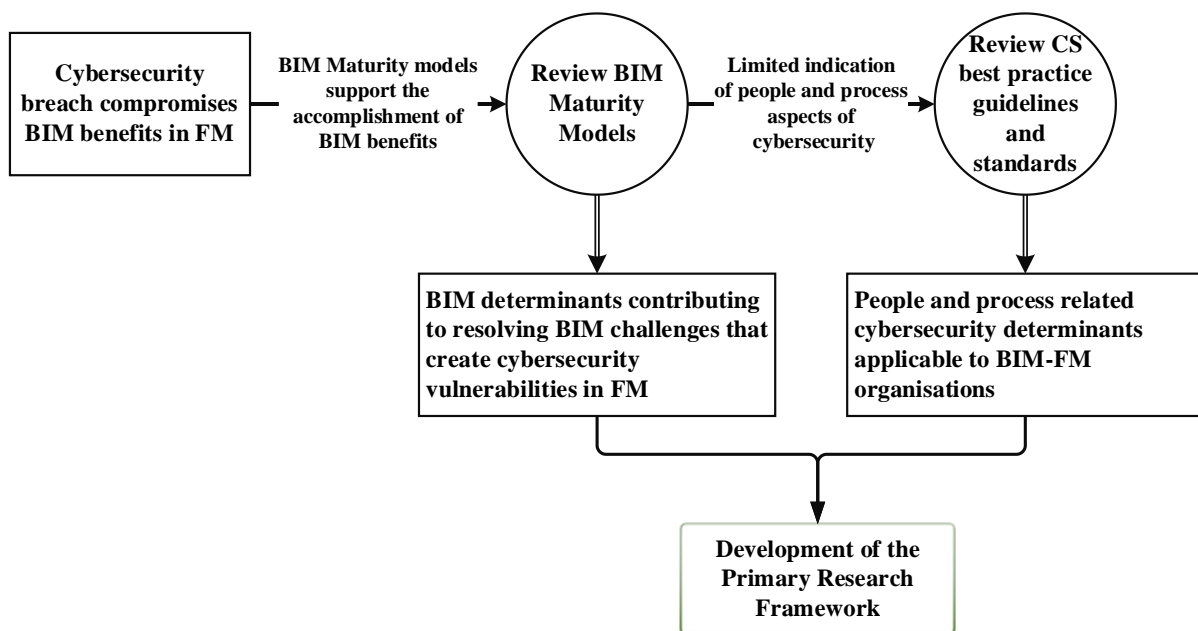 Cybersecurity
breach compromises
BIM benefits in FM
BIM Maturity models
support the
accomplishment of
BIM benefits
Review BIM
Maturity
Models
Limited indication
of people and process
aspects of
cybersecurity
Review CS
best practice
guidelines
and
standards
BIM determinants contributing
to resolving BIM challenges that
create cybersecurity
vulnerabilities in FM
People and process related
cybersecurity determinants
applicable to BIM-FM
organisations
Development of the
Primary Research
Framework